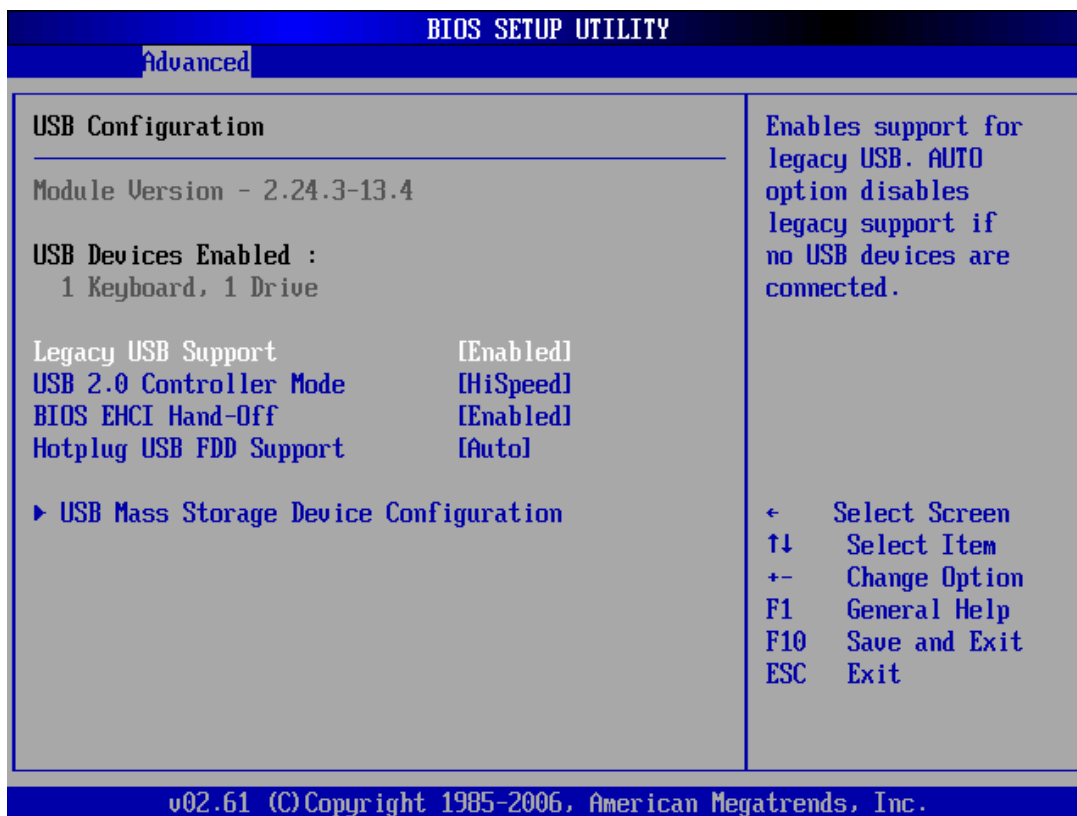 BIOS SETUP UTILITY
Advanced
USB Configuration
Module Version - 2.24.3-13.4
USB Devices Enabled :
1 Keyboard, 1 Drive
Legacy USB Support [Enabled]
USB 2.0 Controller Mode [HiSpeed]
BIOS EHCI Hand-Off [Enabled]
Hotplug USB FDD Support [Auto]
▶ USB Mass Storage Device Configuration
Enables support for
legacy USB. AUTO
option disables
legacy support if
no USB devices are
connected.
← Select Screen
↑↓ Select Item
+- Change Option
F1 General Help
F10 Save and Exit
ESC Exit
v02.61 (C)Copyright 1985-2006, American Megatrends, Inc.